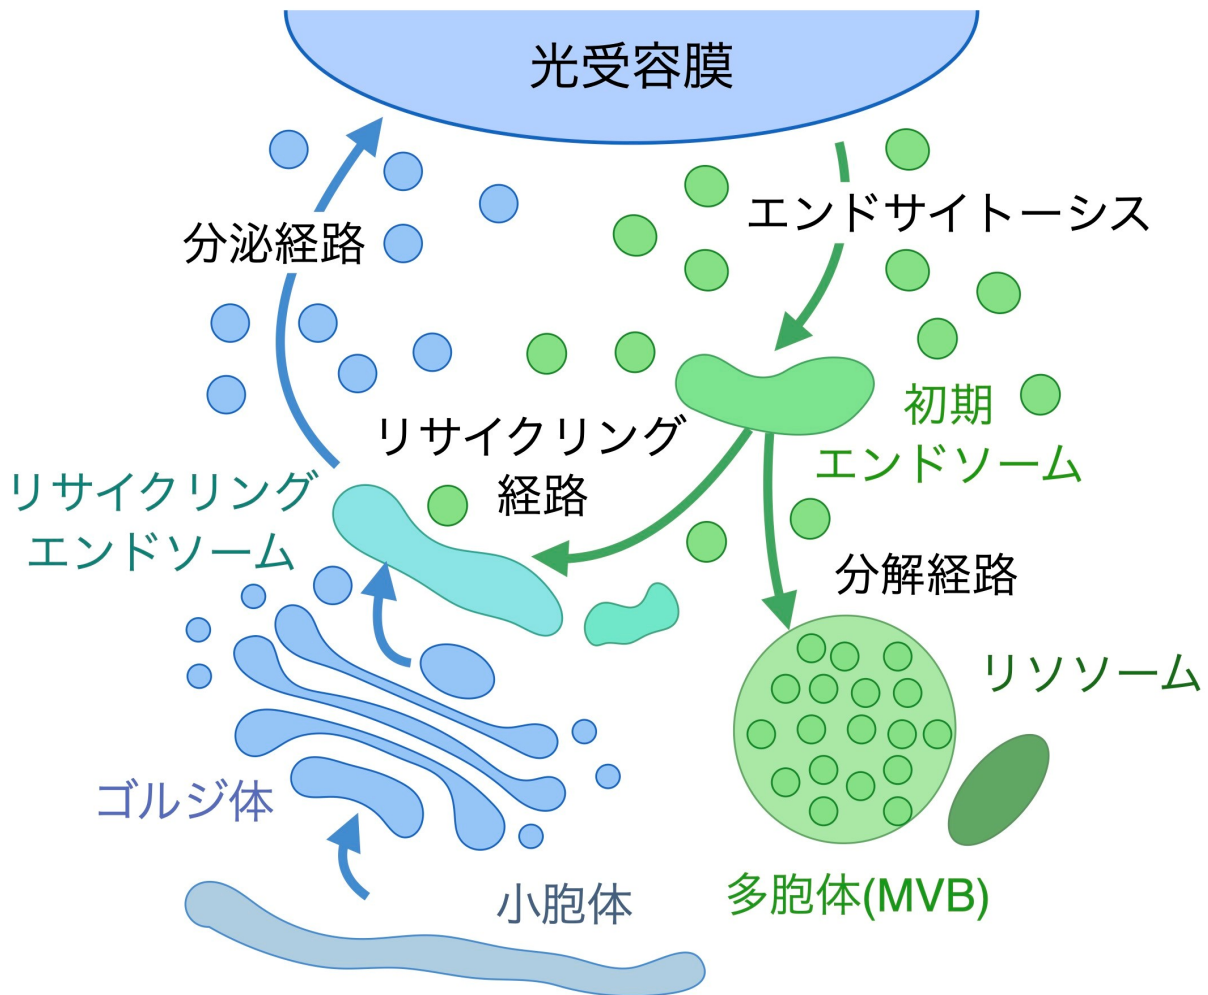 光受容膜
エンドサイトーシス
分泌経路
初期
エンドソーム
リサイクリング
経路
リサイクリング
エンドソーム
分解経路
リソソーム
ゴルジ体
多胞体(MVB)
小胞体